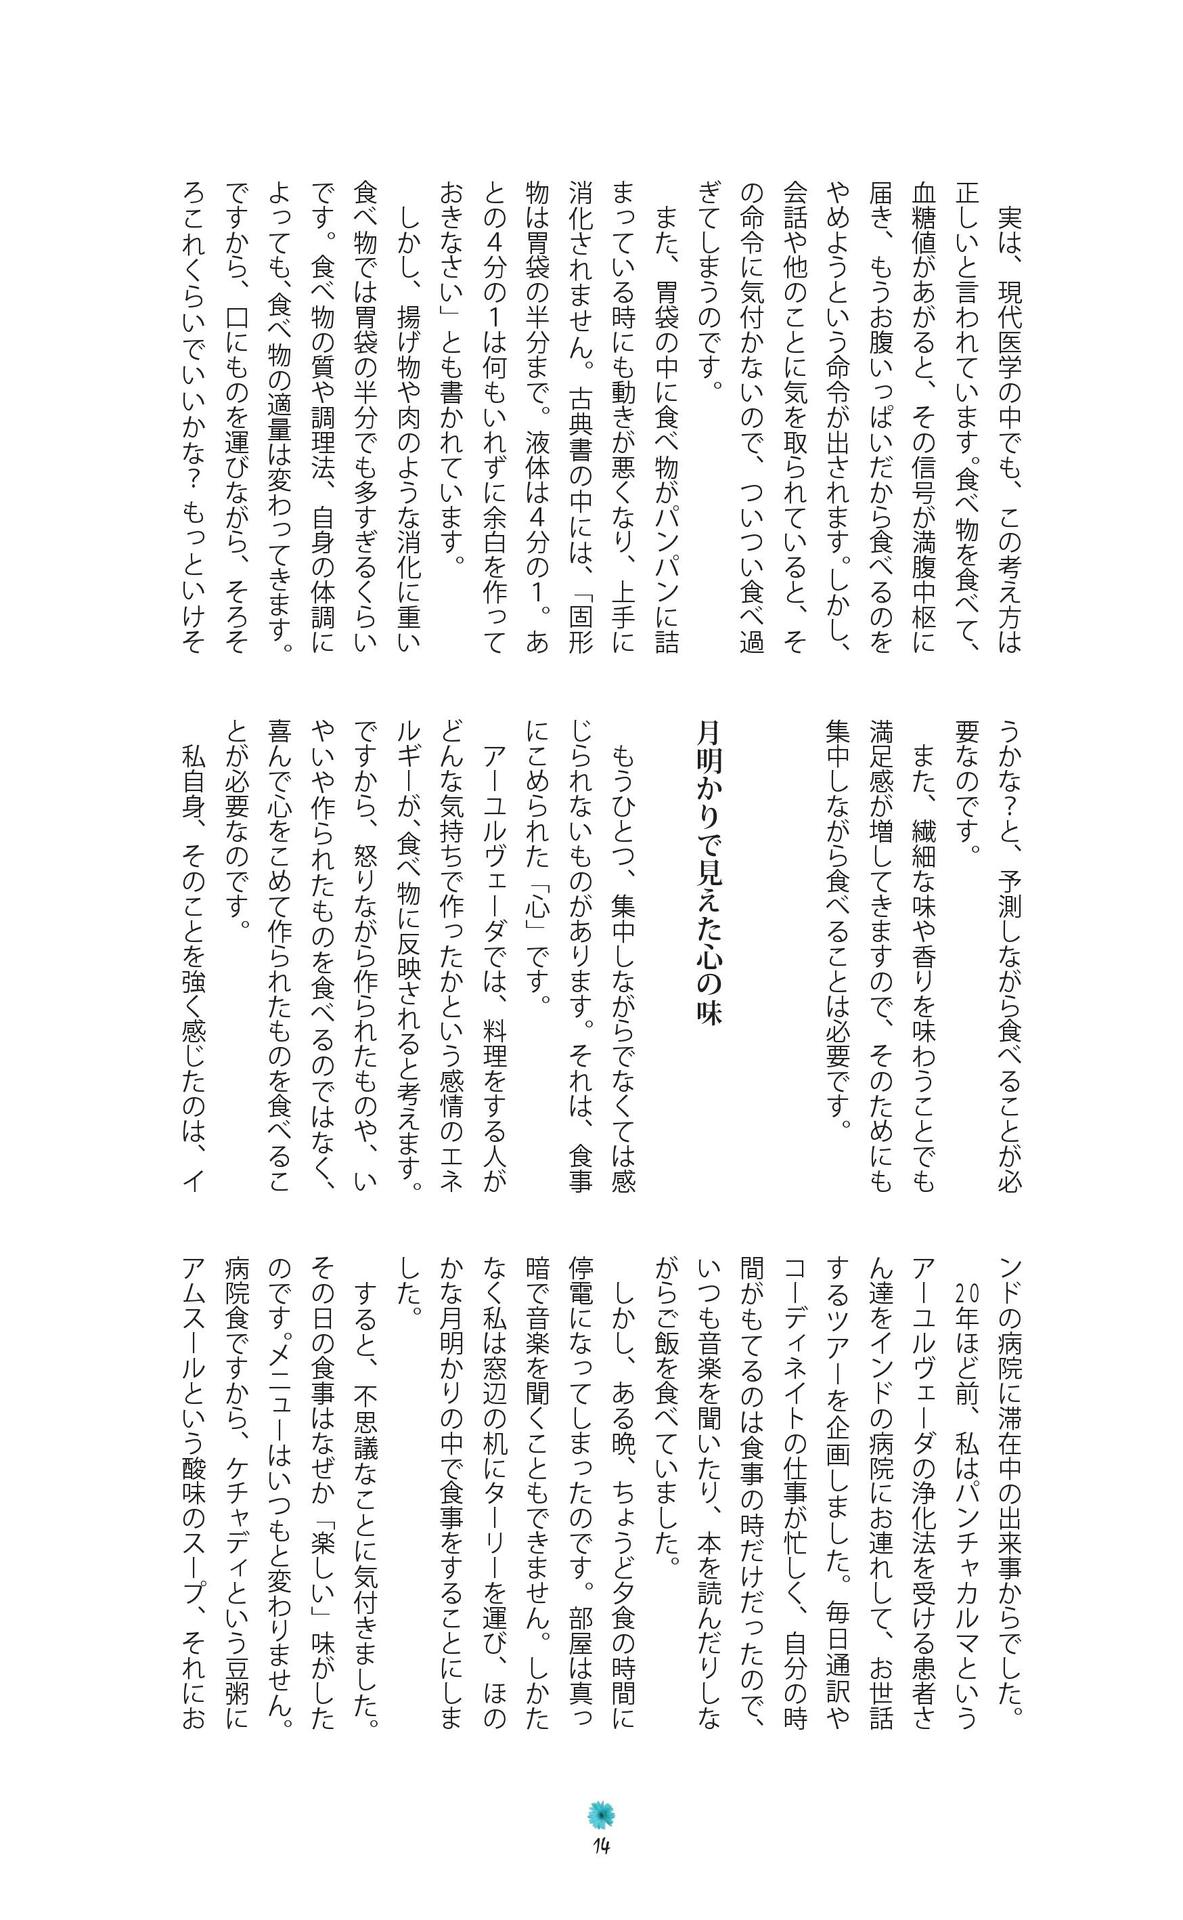 実は、現代医学の中でも、この考え方は
正しいと言われています。食べ物を食べて、
血糖値があがると、その信号が満腹中枢に
届き、もうお腹いっぱいだから食べるのを
やめようという命令が出されます。しかし、
会話や他のことに気を取られていると、そ
の命令に気付かないので、ついつい食べ過
ぎてしまうのです。
　また、胃袋の中に食べ物がパンパンに詰
まっている時にも動きが悪くなり、上手に
消化されません。古典書の中には、「固形
物は胃袋の半分まで。液体は４分の１。あ
との４分の１は何もいれずに余白を作って
おきなさい」とも書かれています。
　しかし、揚げ物や肉のような消化に重い
食べ物では胃袋の半分でも多すぎるくらい
です。食べ物の質や調理法、自身の体調に
よっても、食べ物の適量は変わってきます。
ですから、口にものを運びながら、そろそ
ろこれくらいでいいかな？もっといけそ
うかな？と、予測しながら食べることが必
要なのです。
　また、繊細な味や香りを味わうことでも
満足感が増してきますので、そのためにも
集中しながら食べることは必要です。
月明かりで見えた心の味
　もうひとつ、集中しながらでなくては感
じられないものがあります。それは、食事
にこめられた「心」です。
　アーユルヴェーダでは、料理をする人が
どんな気持ちで作ったかという感情のエネ
ルギーが、食べ物に反映されると考えます。
ですから、怒りながら作られたものや、い
やいや作られたものを食べるのではなく、
喜んで心をこめて作られたものを食べるこ
とが必要なのです。
　私自身、そのことを強く感じたのは、イ
ンドの病院に滞在中の出来事からでした。
　20年ほど前、私はパンチャカルマという
アーユルヴェーダの浄化法を受ける患者さ
ん達をインドの病院にお連れして、お世話
するツアーを企画しました。毎日通訳や
コーディネイトの仕事が忙しく、自分の時
間がもてるのは食事の時だけだったので、
いつも音楽を聞いたり、本を読んだりしな
がらご飯を食べていました。
　しかし、ある晩、ちょうど夕食の時間に
停電になってしまったのです。部屋は真っ
暗で音楽を聞くこともできません。しかた
なく私は窓辺の机にターリーを運び、ほの
かな月明かりの中で食事をすることにしま
した。
　すると、不思議なことに気付きました。
その日の食事はなぜか「楽しい」味がした
のです。メニューはいつもと変わりません。
病院食ですから、ケチャディという豆粥に
アムスールという酸味のスープ、それにお
14